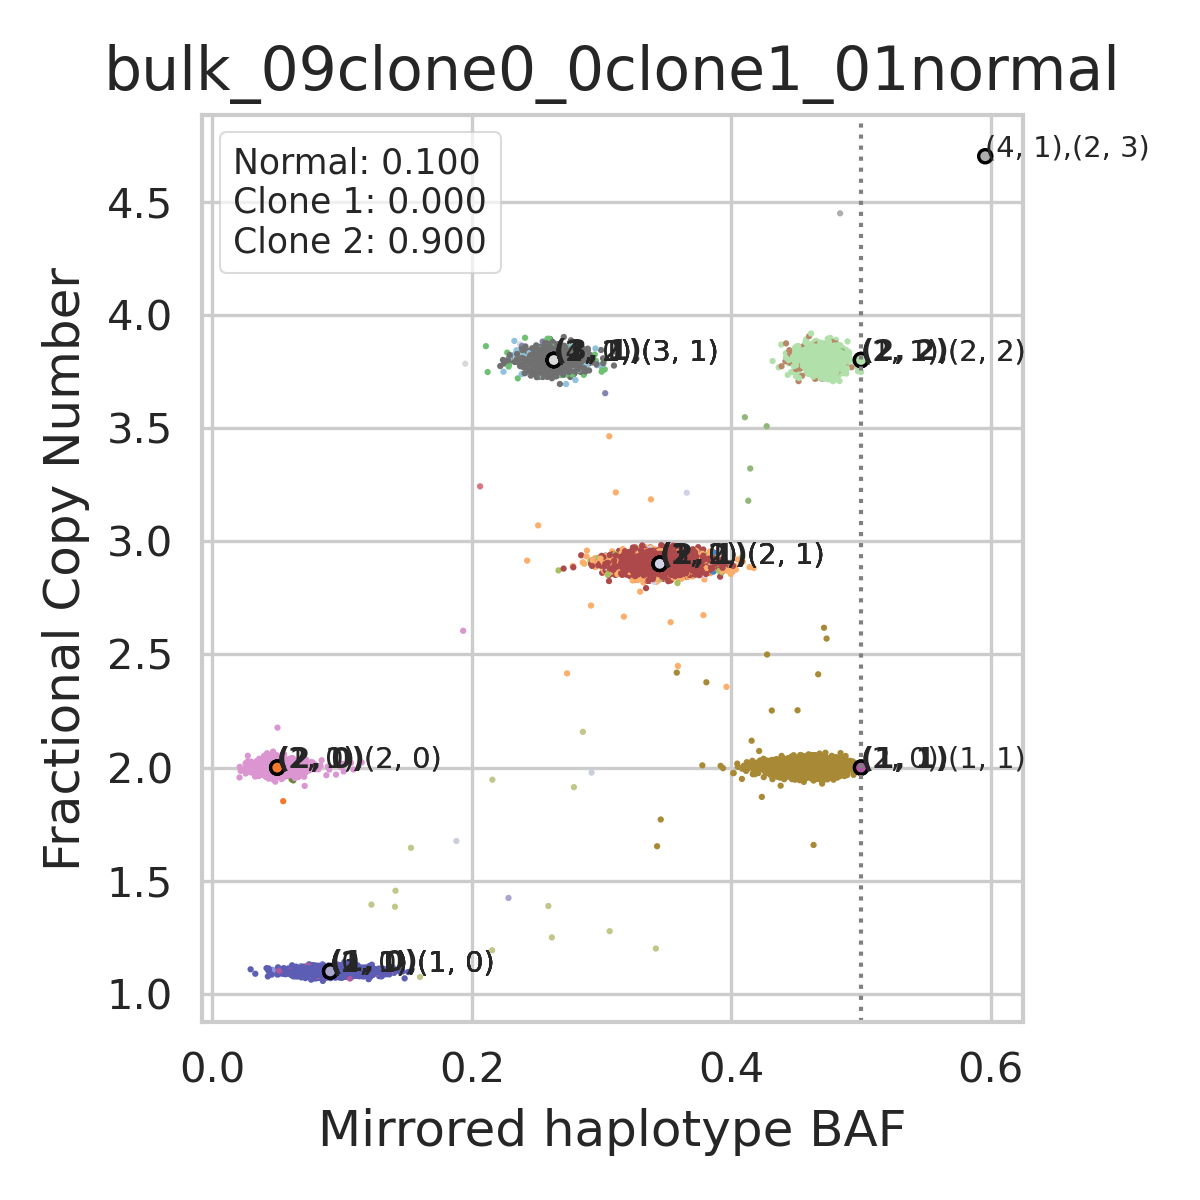 bulk_09clone0_0clone1_01normal
Normal: 0.100
Clone 1: 0.000
Clone 2: 0.900
(4, 1),(2, 3)
4.5
4.0
(3, 1)
(2, 2)
3.5
3.0
(2, 1)
2.5
2.0
(2, 0)
(1, 1)
1.5
(1, 0)
1.0
0.0
0.2
0.4
0.6
Fractional Copy Number
Mirrored haplotype BAF